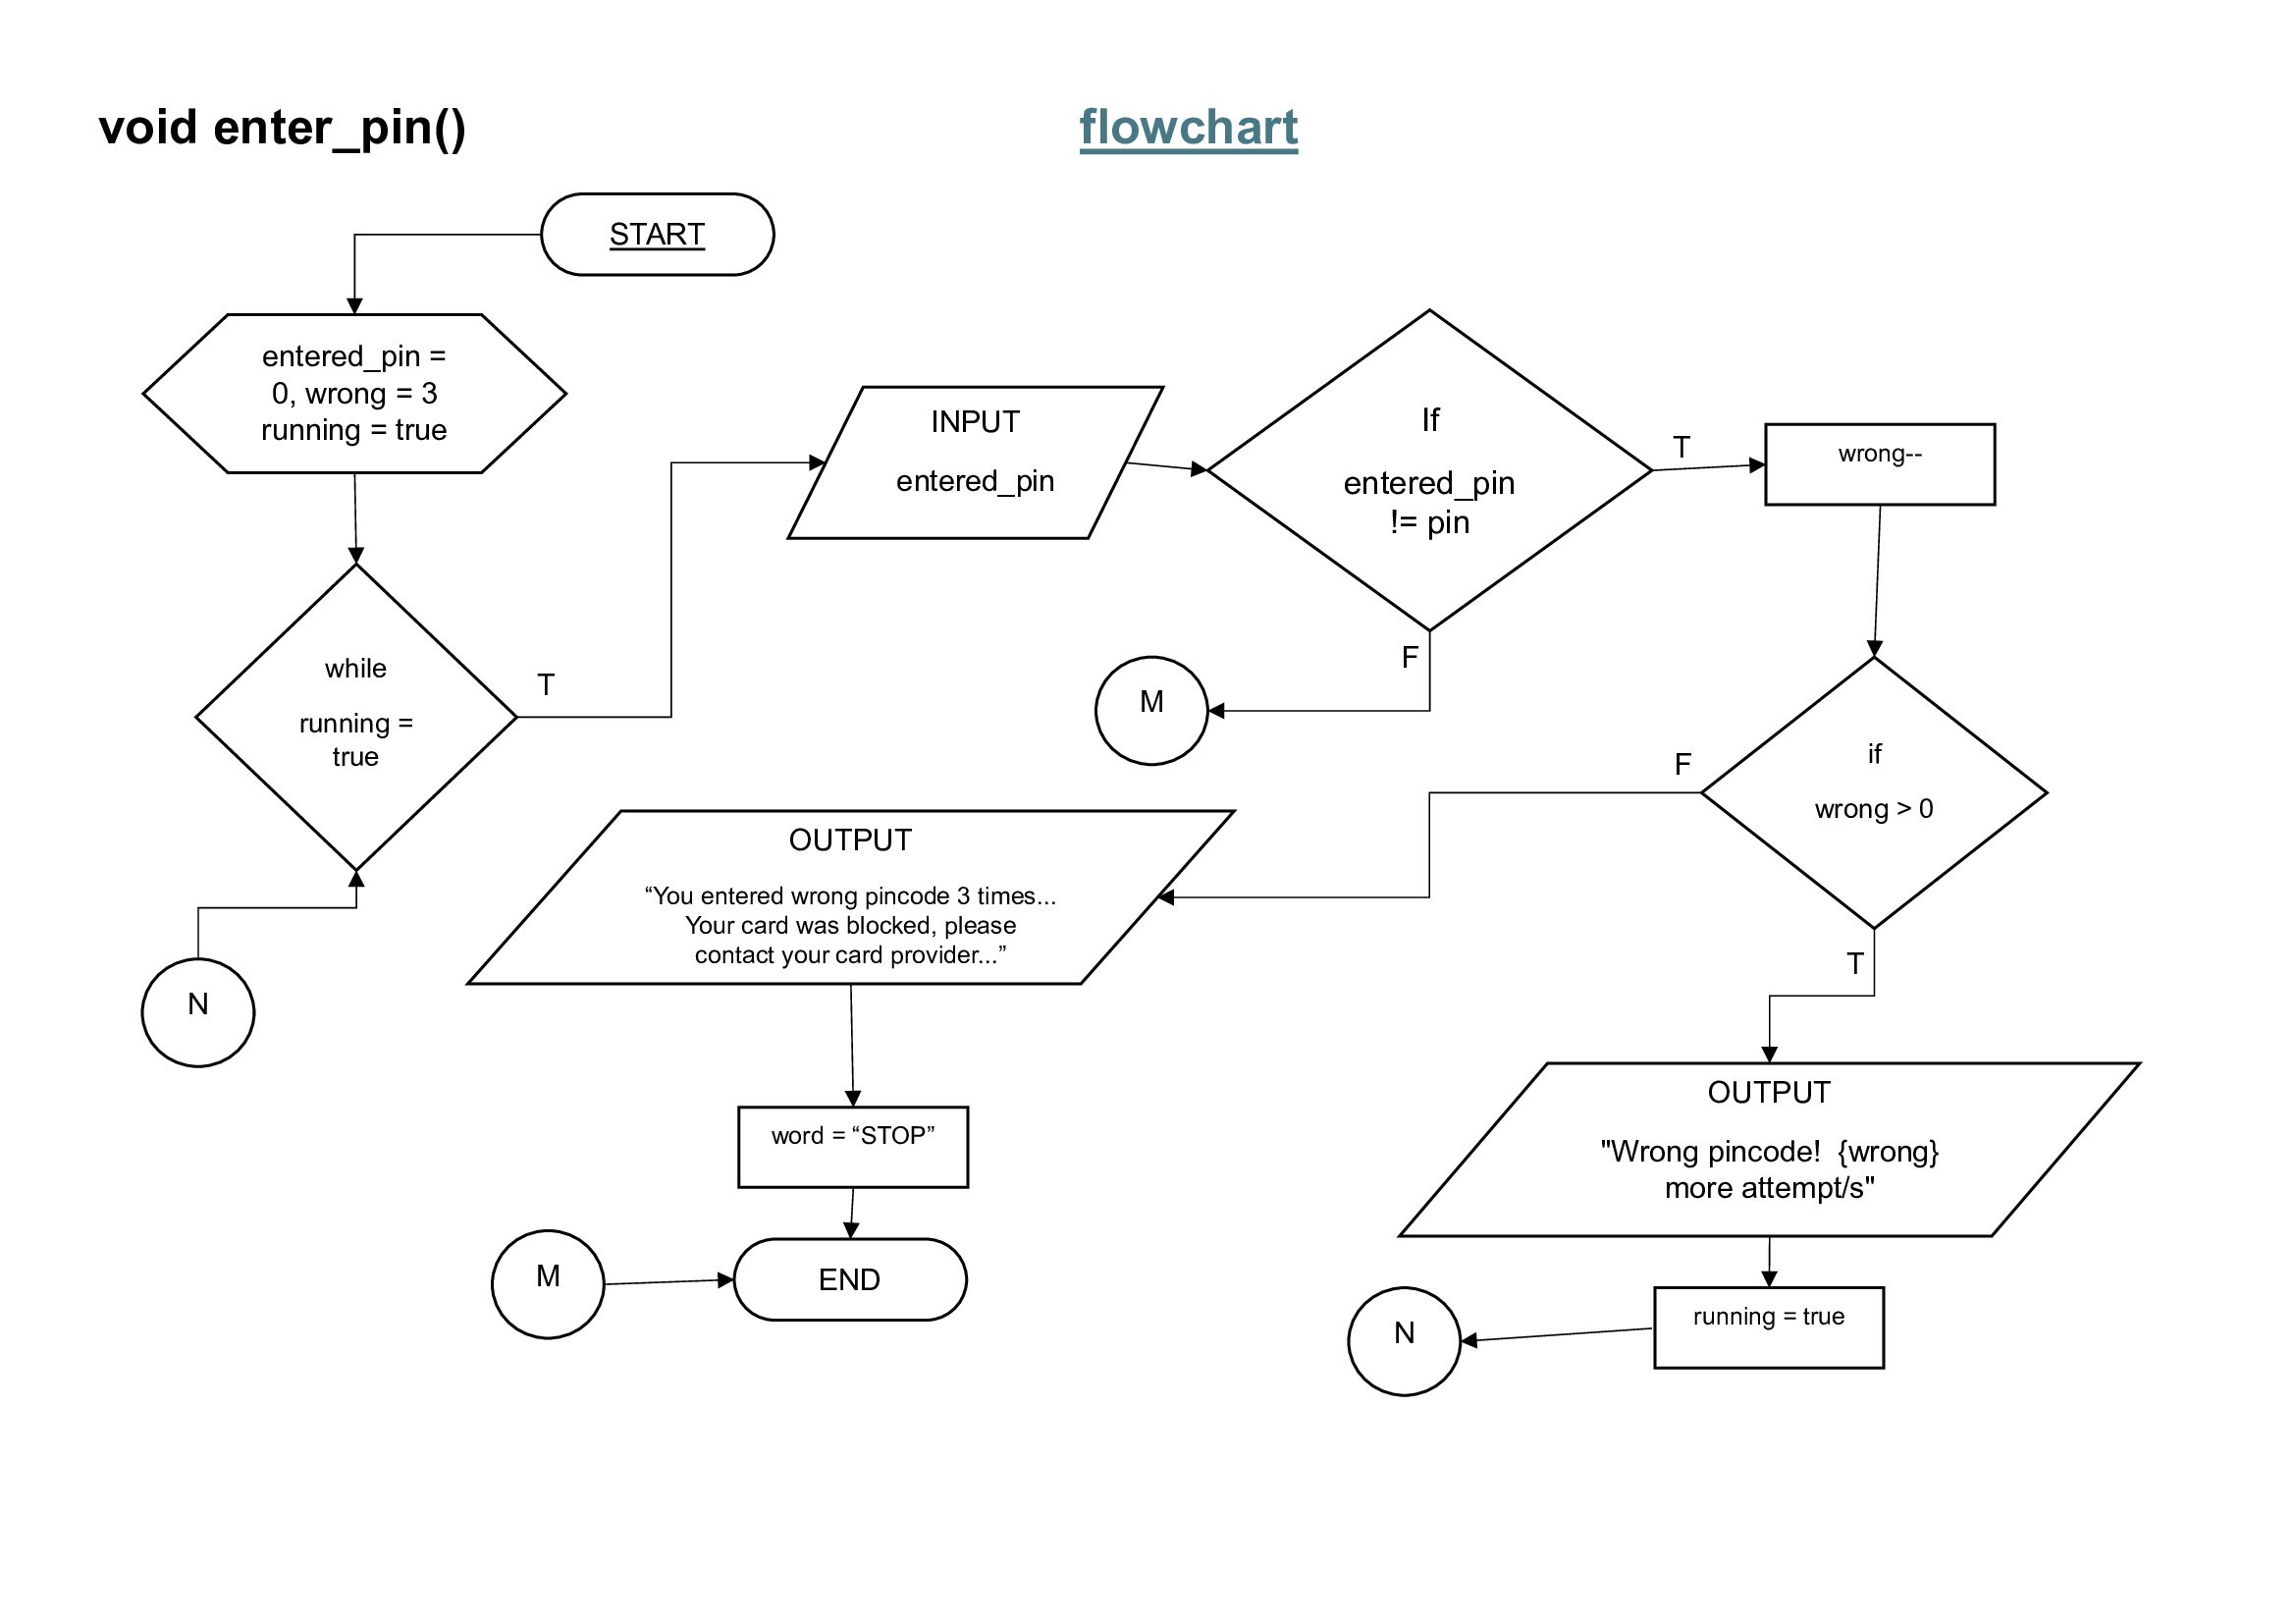 void enter_pin()
flowchart
START
entered_pin =
0, wrong = 3
running = true
while
running =
true
T
N
INPUT
entered_pin
If
entered_pin
!= pin
T
F
M
wrong--
if
wrong > 0
F
T
OUTPUT
“You entered wrong pincode 3 times...
Your card was blocked, please
contact your card provider...”
word = “STOP”
M
END
OUTPUT
"Wrong pincode!  {wrong}
more attempt/s"
running = true
N